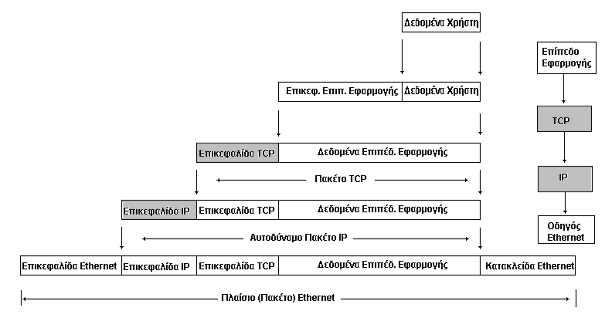 Δεδομένα Χρήστη
Επικεφ. Επιπ. Εφαρμογής Δεδομένα Χρήστη
Επικεφαλίδα TCP Δεδομένα Επιπέδ. Εφαρμογής
Πακέτο TCP
Επικεφαλίδα IP Επικεφαλίδα TCP Δεδομένα Επιπέδ. Εφαρμογής
Αυτοδύναμο Πακέτο IP
Επικεφαλίδα Ethernet Επικεφαλίδα IP Επικεφαλίδα TCP Δεδομένα Επιπέδ. Εφαρμογής Κατακλείδα Ethernet
Πλαίσιο (Πακέτο) Ethernet
Επίπεδο
Εφαρμογής
TCP
IP
Οδηγός
Ethernet